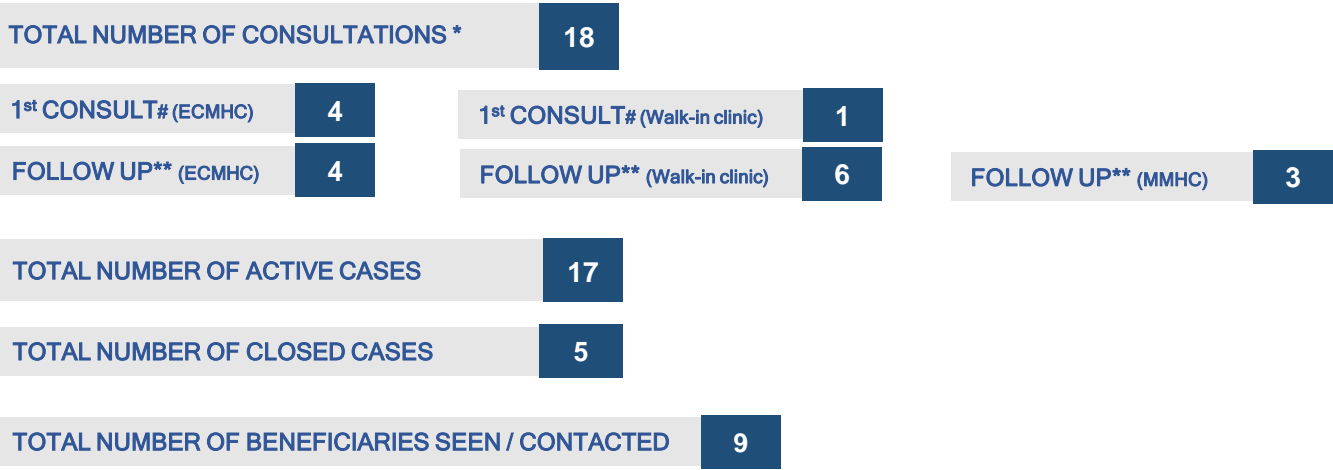 TOTAL NUMBER OF CONSULTATIONS * 18
1st CONSULT# (ECMHC) 4 1st CONSULT# (Walk-in clinic) 1
FOLLOW UP** (ECMHC) 4 FOLLOW UP** (Walk-in clinic) 6 FOLLOW UP** (MMHC) 3
TOTAL NUMBER OF ACTIVE CASES 17
TOTAL NUMBER OF CLOSED CASES 5
TOTAL NUMBER OF BENEFICIARIES SEEN / CONTACTED 9